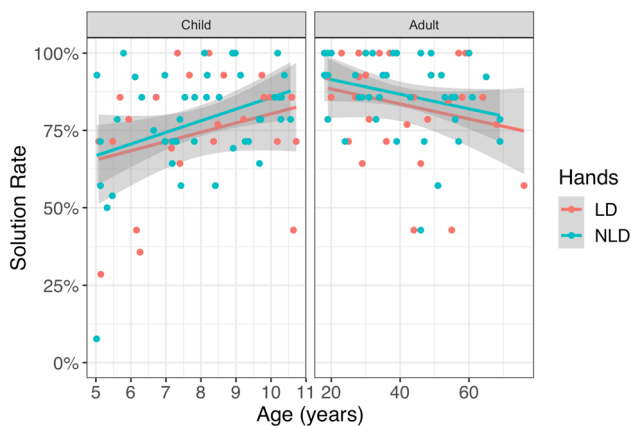 Child Adult
100%
75%
50%
25%
0%
Solution Rate
5 6 7 8 9 10 11 20 40 60
Age (years)
Hands
LD
NLD